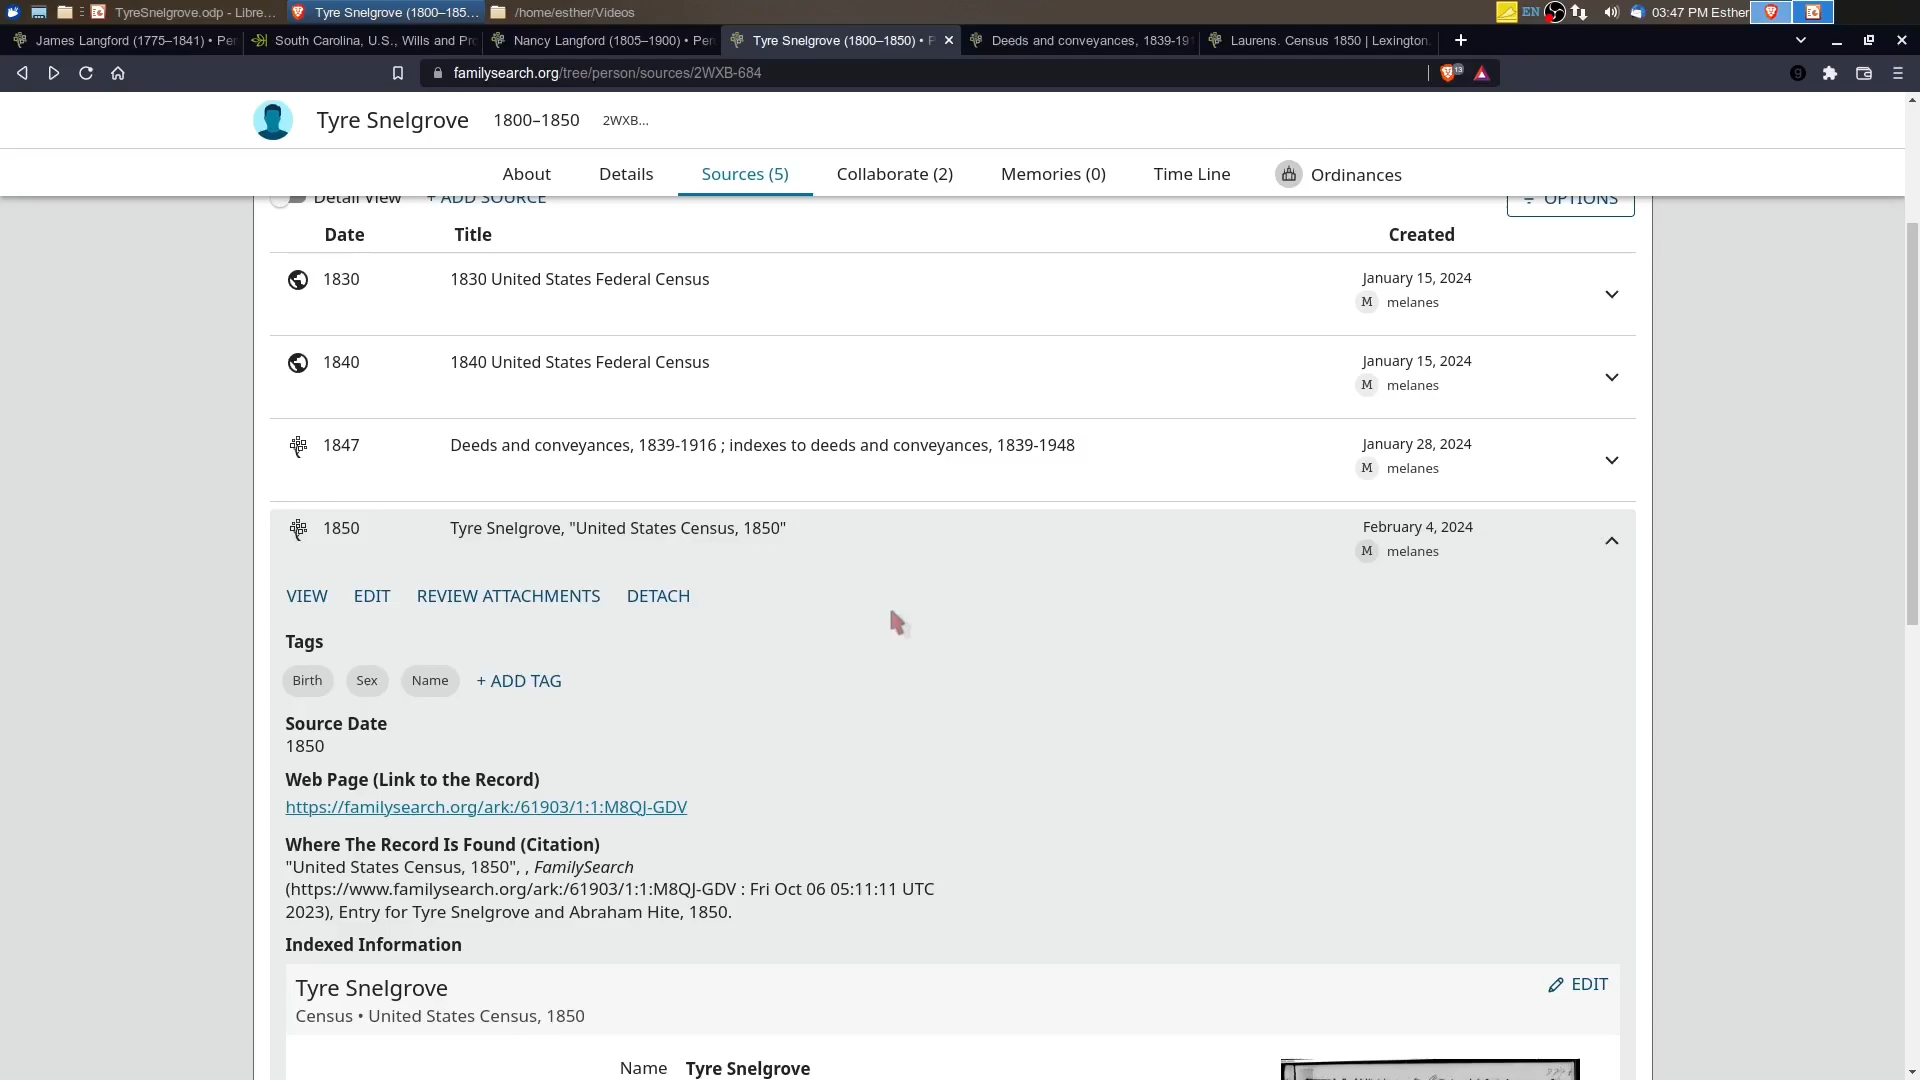 TyreSnelgrove.odp - Libre...
Tyre Snelgrove (1800–185...
/home/esther/Videos
EN
03:47 PM Esther
James Langford (1775–1841) • Per
South Carolina, U.S., Wills and Pro
Nancy Langford (1805–1900) • Per
Tyre Snelgrove (1800–1850) • P
Deeds and conveyances, 1839-191
Laurens. Census 1850 | Lexington.
familysearch.org/tree/person/sources/2WXB-684
13
Tyre Snelgrove 1800–1850 2WXB...
About
Details
Sources (5)
Collaborate (2)
Memories (0)
Time Line
Ordinances
Detail View
+ ADD SOURCE
OPTIONS
Date Title Created
1830 1830 United States Federal Census January 15, 2024
M melanes
1840 1840 United States Federal Census January 15, 2024
M melanes
1847 Deeds and conveyances, 1839-1916 ; indexes to deeds and conveyances, 1839-1948 January 28, 2024
M melanes
1850 Tyre Snelgrove, "United States Census, 1850" February 4, 2024
M melanes
VIEW EDIT REVIEW ATTACHMENTS DETACH
Tags
Birth Sex Name + ADD TAG
Source Date
1850
Web Page (Link to the Record)
https://familysearch.org/ark:/61903/1:1:M8QJ-GDV
Where The Record Is Found (Citation)
"United States Census, 1850", , FamilySearch
(https://www.familysearch.org/ark:/61903/1:1:M8QJ-GDV : Fri Oct 06 05:11:11 UTC
2023), Entry for Tyre Snelgrove and Abraham Hite, 1850.
Indexed Information
Tyre Snelgrove
EDIT
Census • United States Census, 1850
Name Tyre Snelgrove